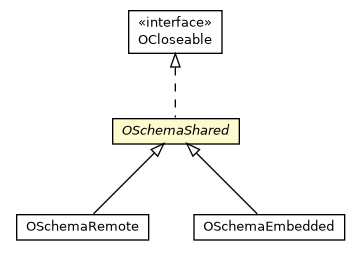 «interface»
OCloseable
OSchemaShared
OSchemaRemote
OSchemaEmbedded